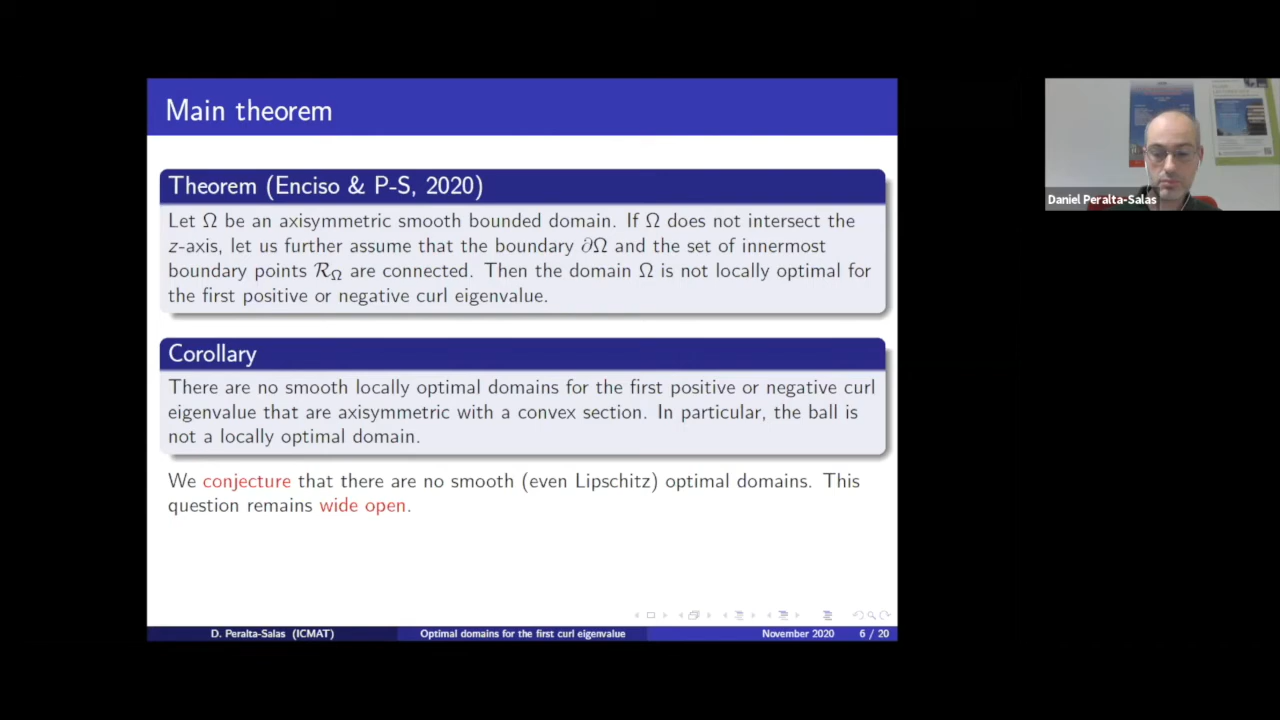 Main theorem
Theorem (Enciso & P-S, 2020)
Let Ω be an axisymmetric smooth bounded domain. If Ω does not intersect the
z-axis, let us further assume that the boundary ∂Ω and the set of innermost
boundary points 𝓡_Ω are connected. Then the domain Ω is not locally optimal for
the first positive or negative curl eigenvalue.
Corollary
There are no smooth locally optimal domains for the first positive or negative curl
eigenvalue that are axisymmetric with a convex section. In particular, the ball is
not a locally optimal domain.
We conjecture that there are no smooth (even Lipschitz) optimal domains. This
question remains wide open.
D. Peralta-Salas (ICMAT) Optimal domains for the first curl eigenvalue November 2020 6 / 20
Daniel Peralta-Salas